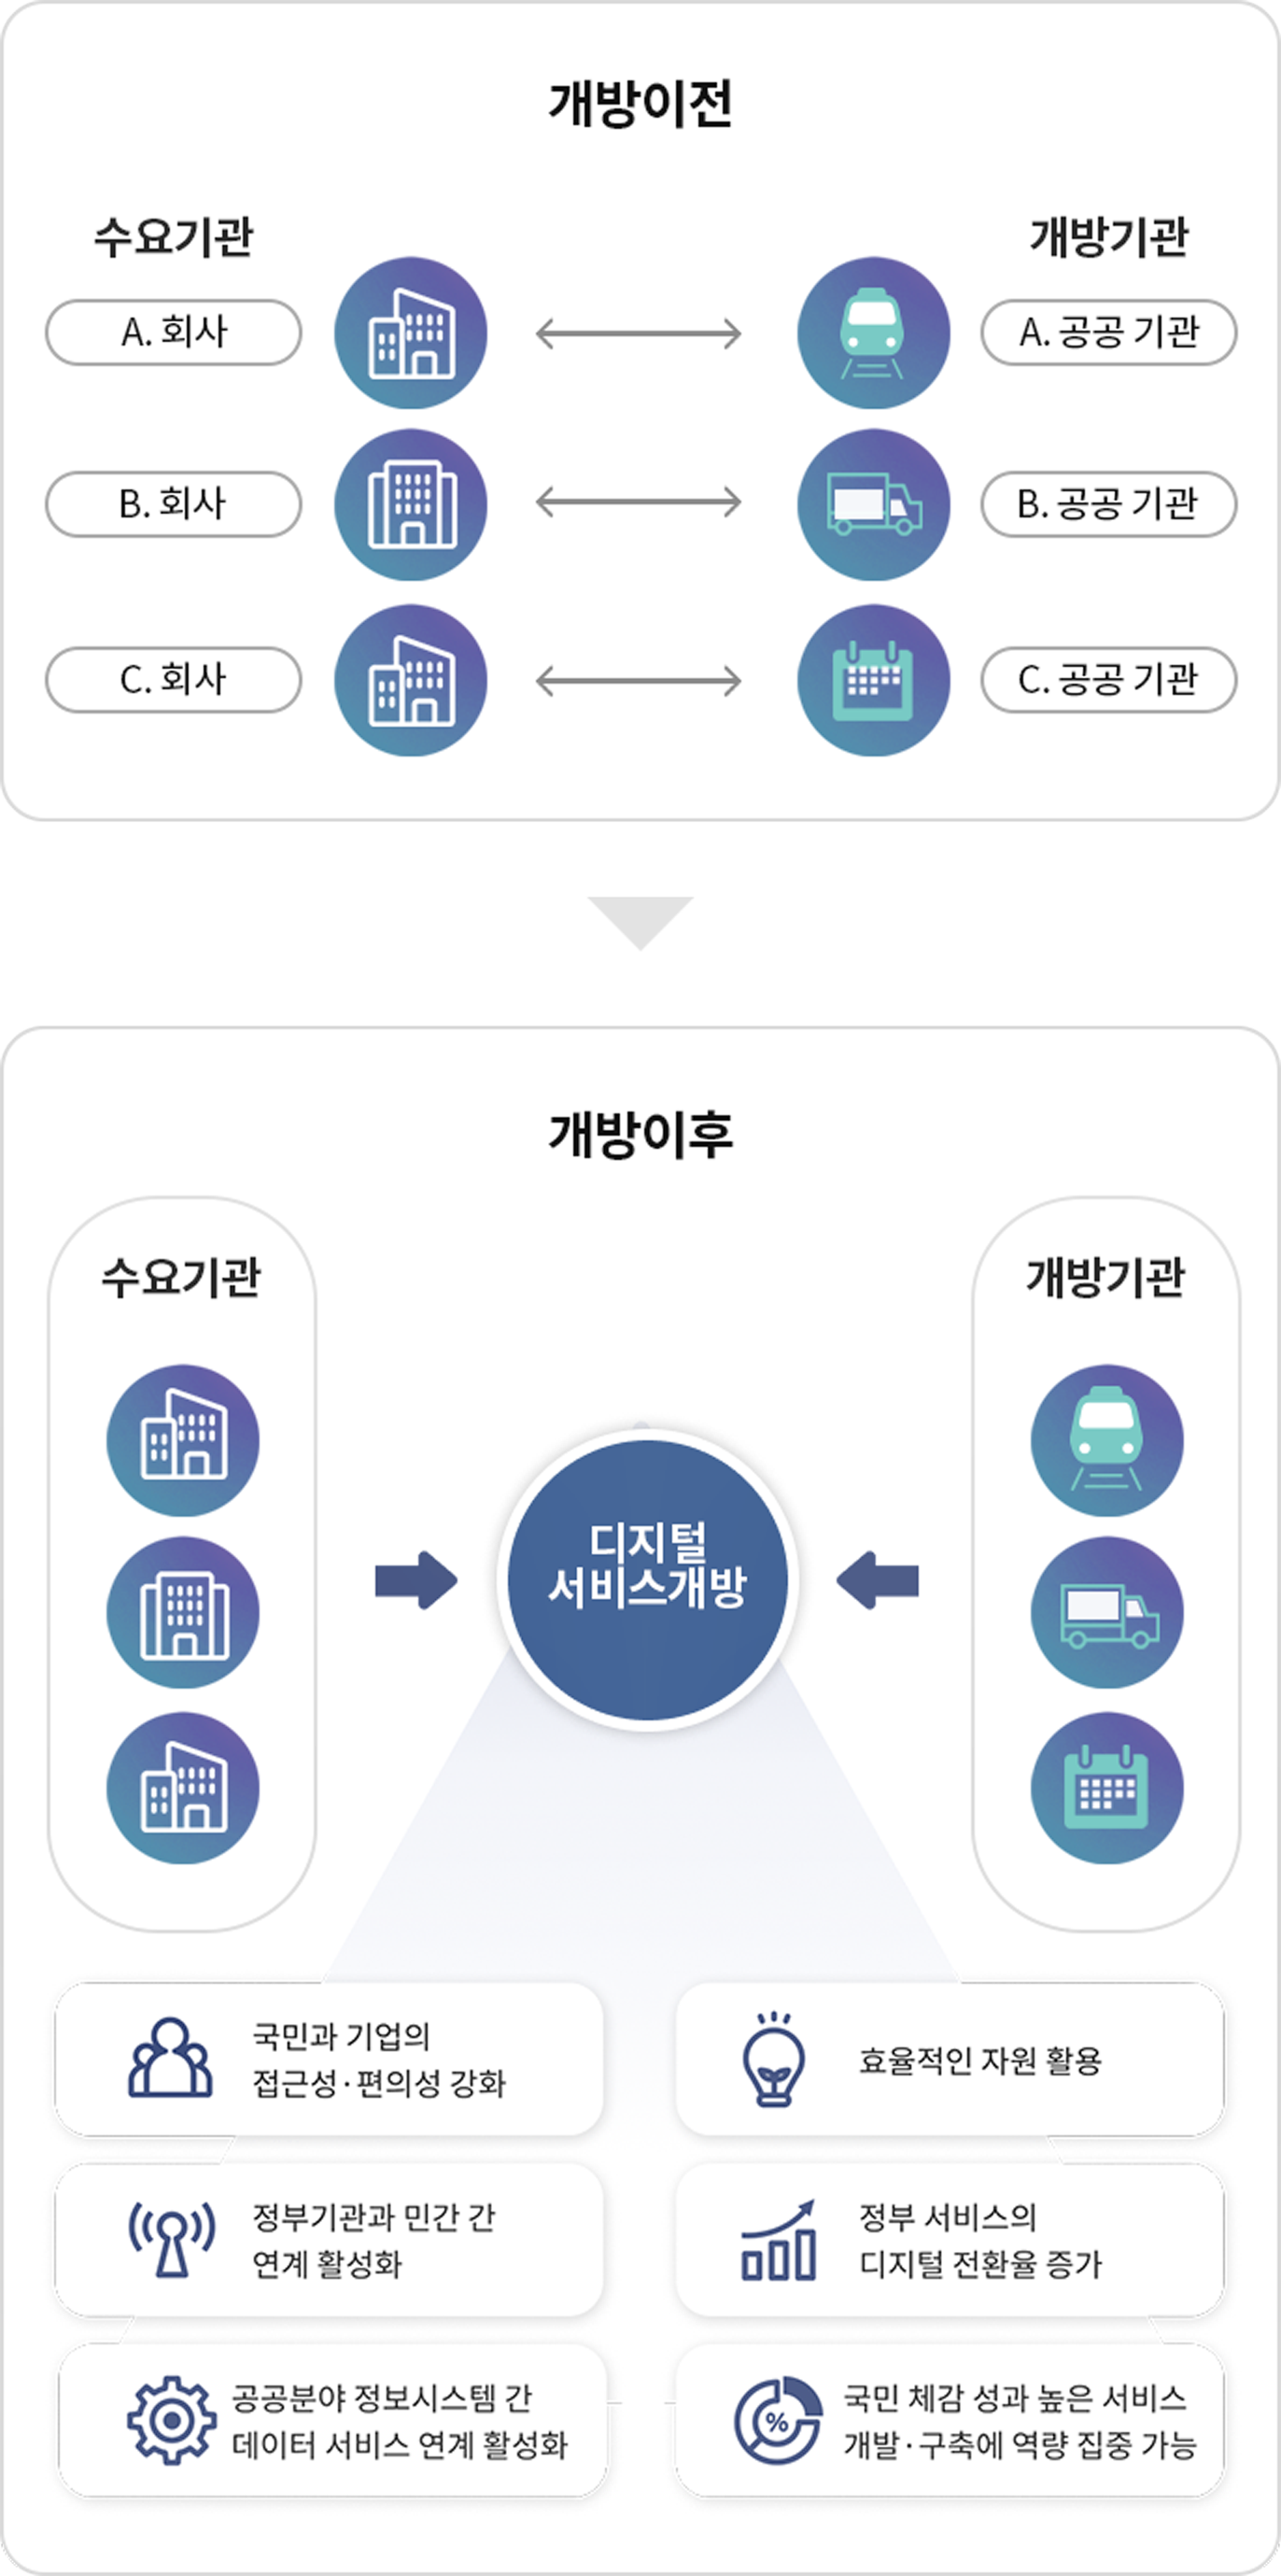 개방이전
수요기관
개방기관
A. 회사
A. 공공 기관
B. 회사
B. 공공 기관
C. 회사
C. 공공 기관
개방이후
수요기관
개방기관
디지털
서비스개방
국민과 기업의
접근성·편의성 강화
효율적인 자원 활용
정부기관과 민간 간
연계 활성화
정부 서비스의
디지털 전환율 증가
공공분야 정보시스템 간
데이터 서비스 연계 활성화
%
국민 체감 성과 높은 서비스
개발·구축에 역량 집중 가능